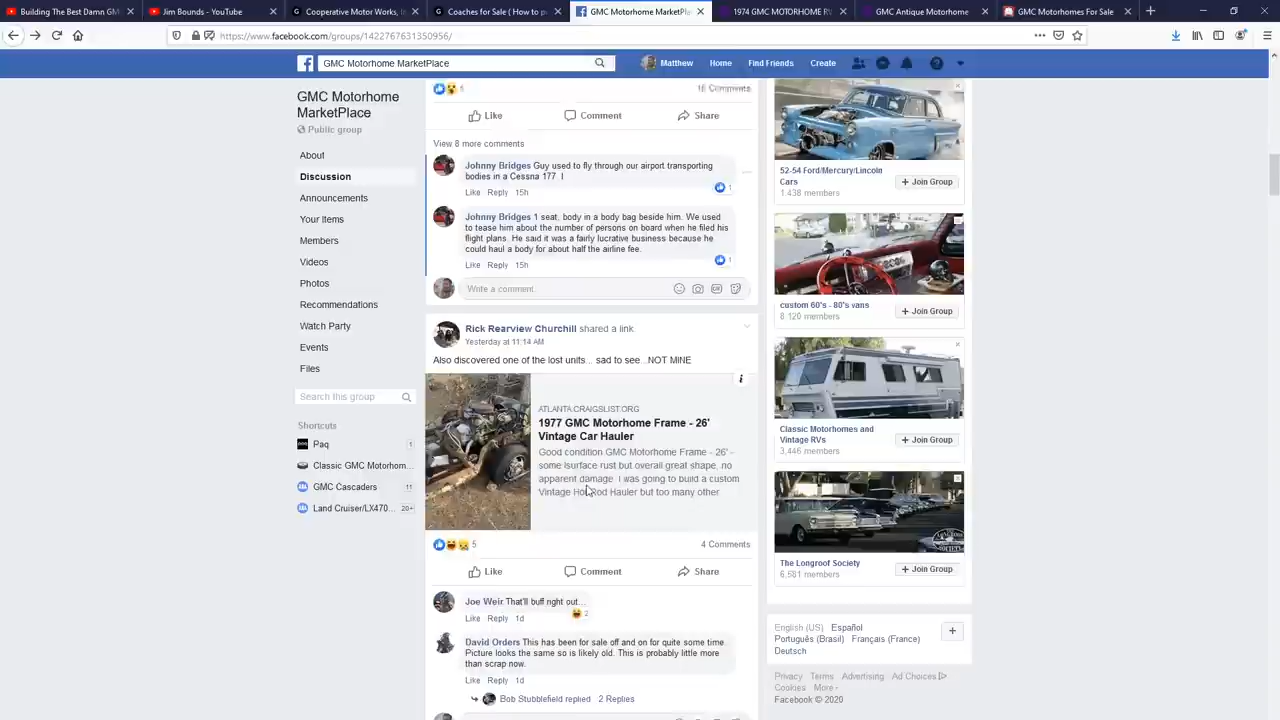 Building The Best Damn GMC
Jim Bounds - YouTube
Cooperative Motor Works, I
Coaches for Sale ( How to p
GMC Motorhome MarketPla
1974 GMC MOTORHOME RV
GMC Antique Motorhome
GMC Motorhomes For Sale
https://www.facebook.com/groups/1422767631350956/
GMC Motorhome MarketPlace
Matthew
Home
Find Friends
Create
GMC Motorhome
MarketPlace
Public group
About
Discussion
Announcements
Your Items
Members
Videos
Photos
Recommendations
Watch Party
Events
Files
Search this group
Shortcuts
Paq 1
Classic GMC Motorhom...
GMC Cascaders 11
Land Cruiser/LX470... 20+
6
16 Comments
Like Comment Share
View 8 more comments
Johnny Bridges Guy used to fly through our airport transporting
bodies in a Cessna 177 I
1
Like Reply 15h
Johnny Bridges 1 seat, body in a body bag beside him. We used
to tease him about the number of persons on board when he filed his
flight plans. He said it was a fairly lucrative business because he
could haul a body for about half the airline fee.
1
Like Reply 15h
Write a comment.
Rick Rearview Churchill shared a link
Yesterday at 11:14 AM
Also discovered one of the lost units... sad to see...NOT MINE
ATLANTA.CRAIGSLIST.ORG
1977 GMC Motorhome Frame - 26'
Vintage Car Hauler
Good condition GMC Motorhome Frame - 26' -
some isurface rust but overall great shape, no
apparent damage I was going to build a custom
Vintage Hot Rod Hauler but too many other
5
4 Comments
Like Comment Share
Joe Weir That'll buff right out...
2
Like Reply 1d
David Orders This has been for sale off and on for quite some time
Picture looks the same so is likely old. This is probably little more
than scrap now.
Like Reply 1d
Bob Stubblefield replied 2 Replies
52-54 Ford/Mercury/Lincoln
Cars
1,438 members
+ Join Group
custom 60's - 80's vans
8,120 members
+ Join Group
Classic Motorhomes and
Vintage RVs
3,446 members
+ Join Group
The Longroof Society
6,581 members
+ Join Group
English (US) Español
Português (Brasil) Français (France)
Deutsch
Privacy Terms Advertising Ad Choices
Cookies More
Facebook © 2020